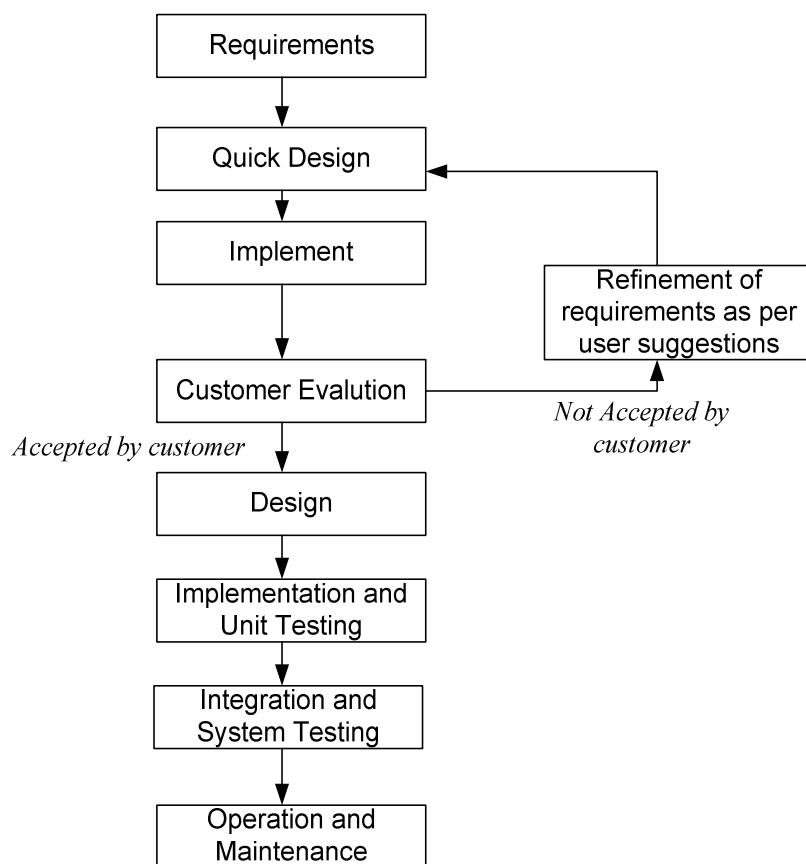 Requirements
Quick Design
Implement
Refinement of
requirements as per
user suggestions
Customer Evalution
Not Accepted by
customer
Accepted by customer
Design
Implementation and
Unit Testing
Integration and
System Testing
Operation and
Maintenance